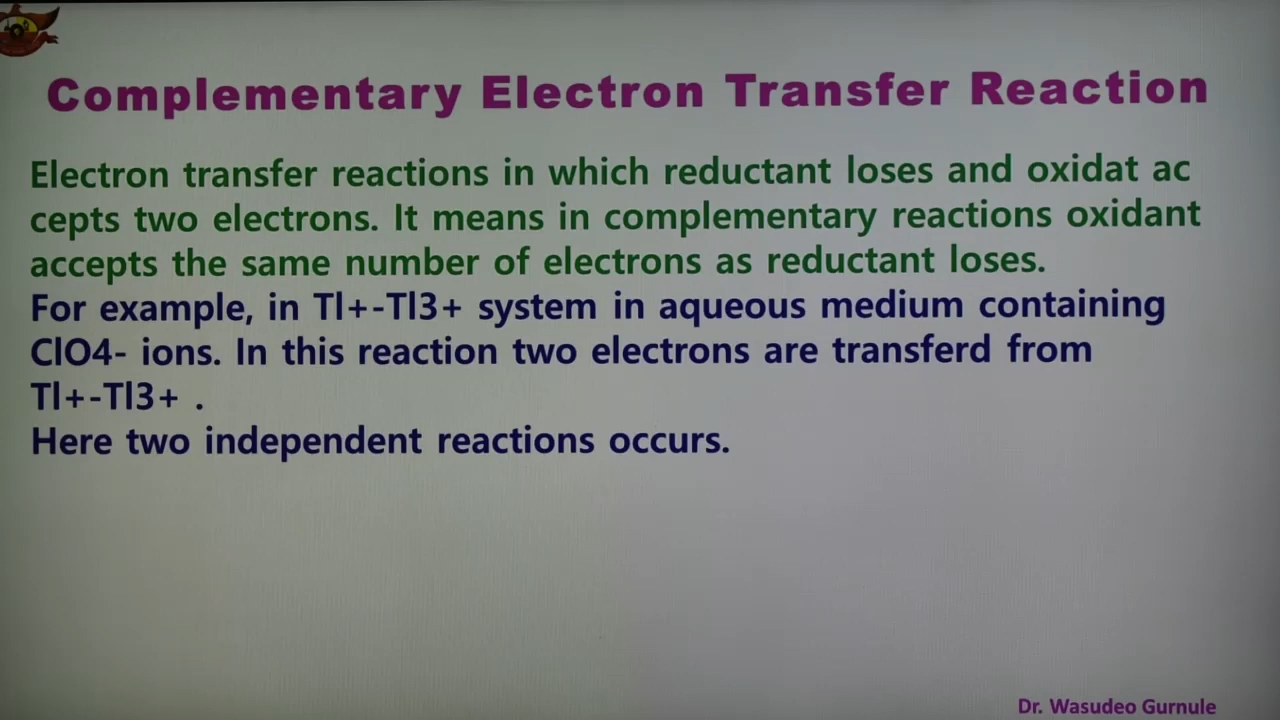 Complementary Electron Transfer Reaction
Electron transfer reactions in which reductant loses and oxidat ac
cepts two electrons. It means in complementary reactions oxidant
accepts the same number of electrons as reductant loses.
For example, in Tl+-Tl3+ system in aqueous medium containing
ClO4- ions. In this reaction two electrons are transferd from
Tl+-Tl3+ .
Here two independent reactions occurs.
Dr. Wasudeo Gurnule